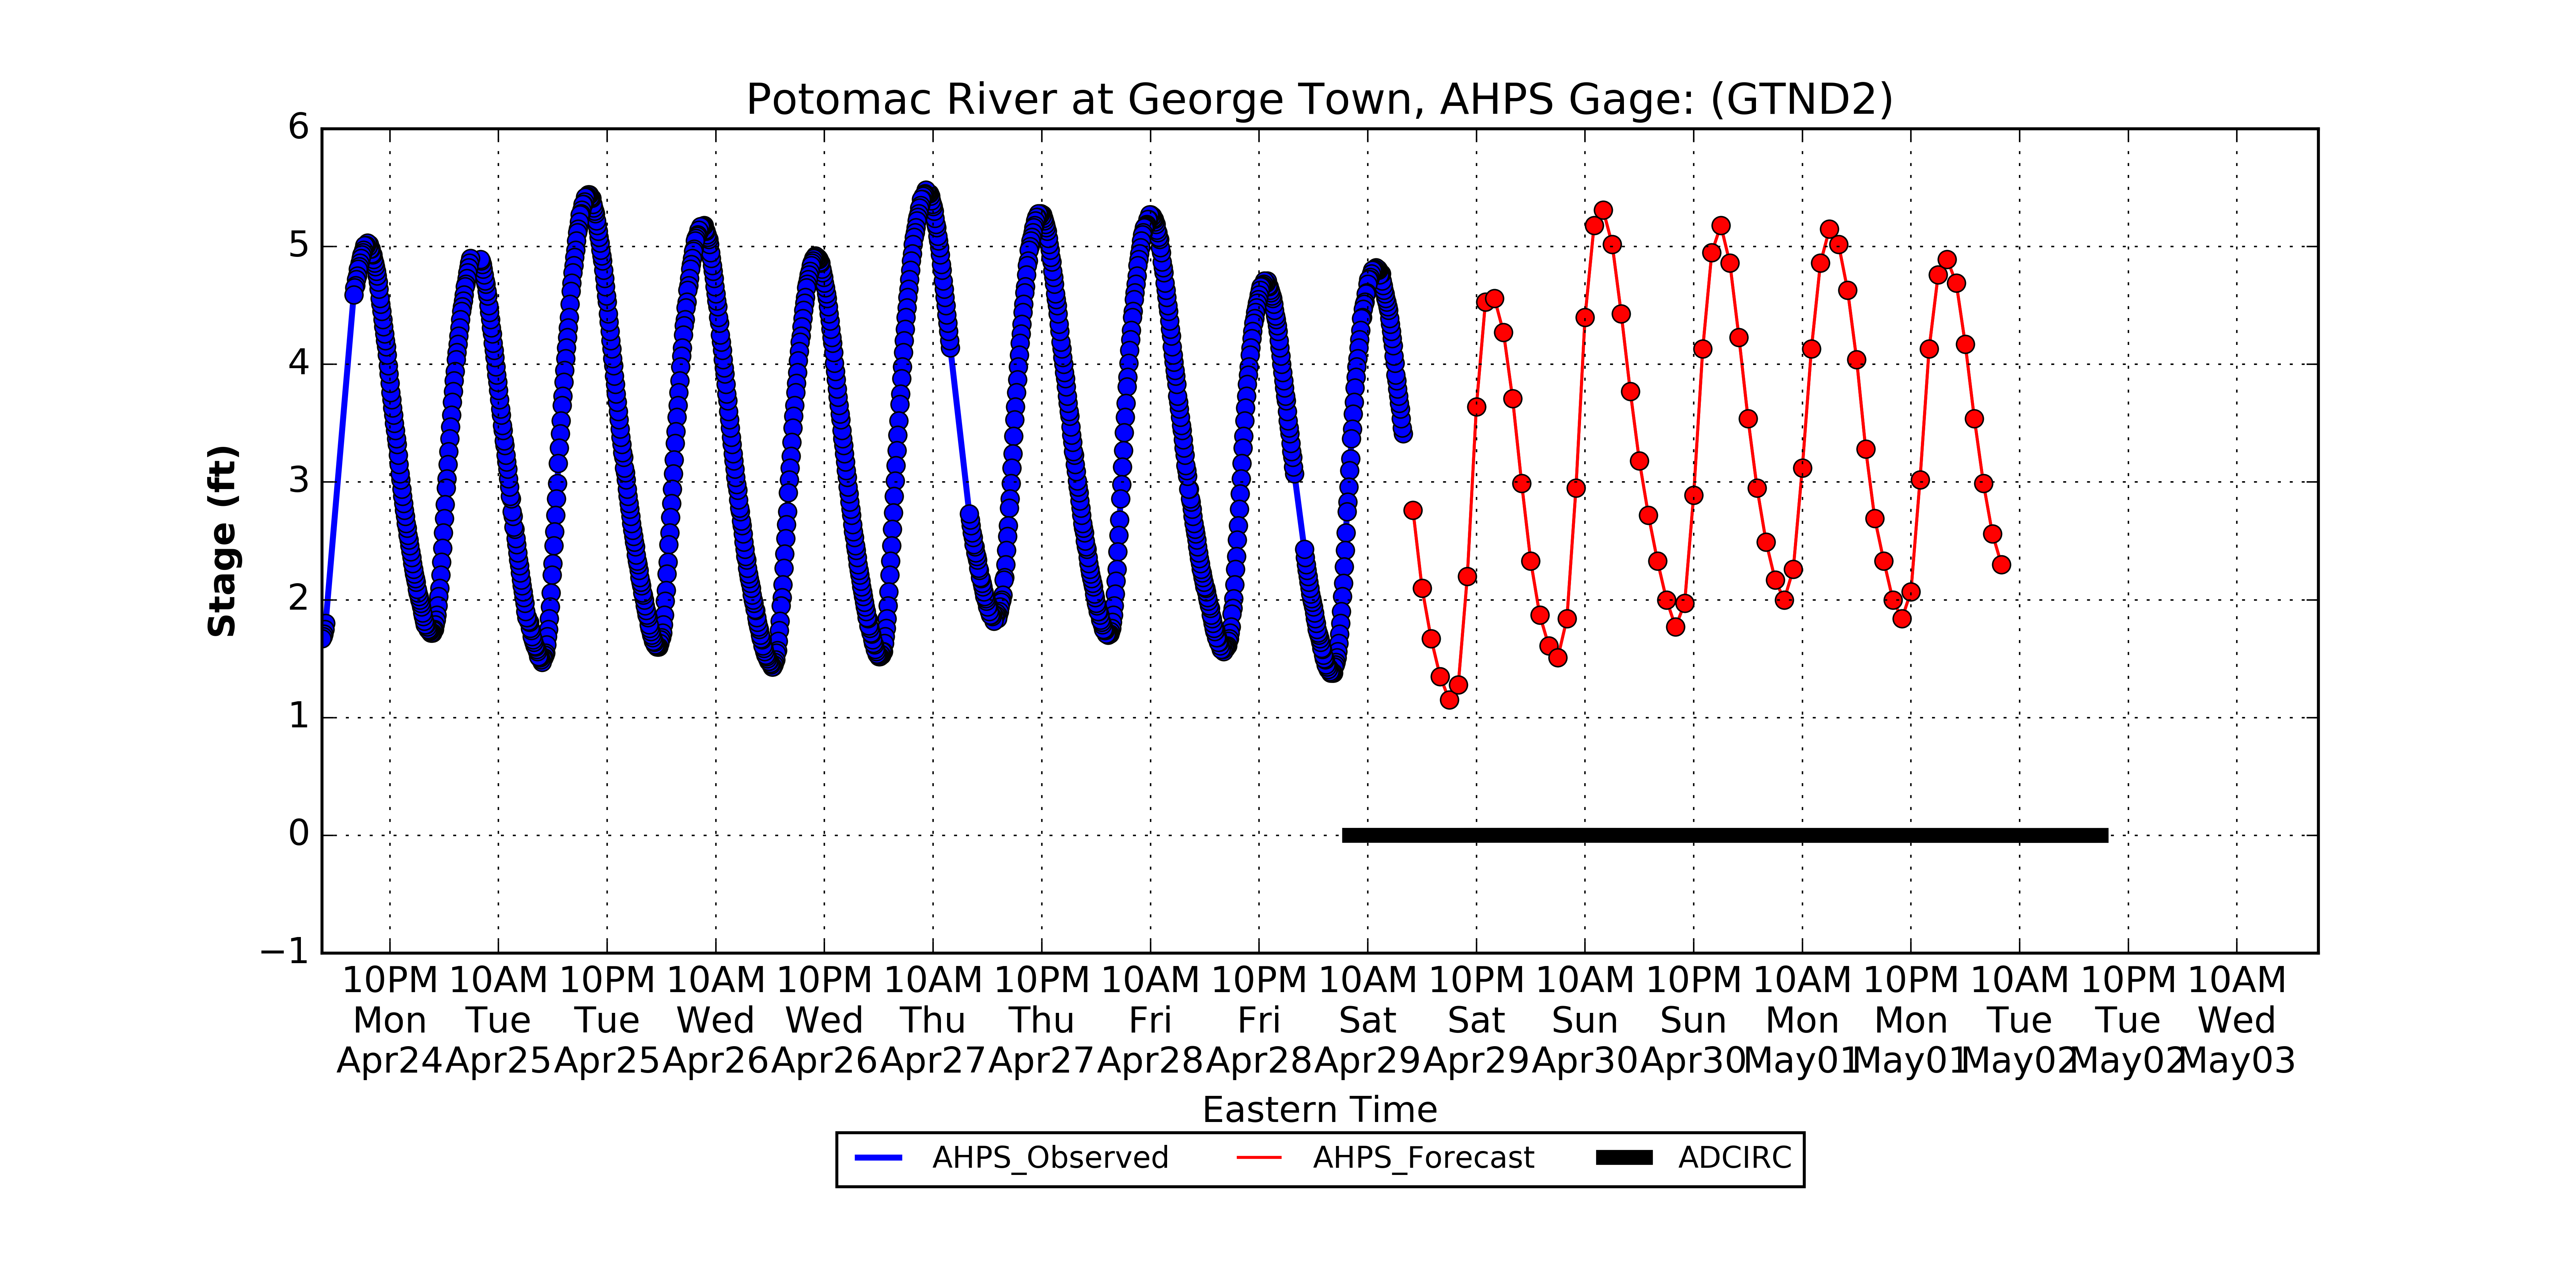 Potomac River at George Town, AHPS Gage: (GTND2)
6
5
4
3
2
1
0
−1
Stage (ft)
10PM 10AM 10PM 10AM 10PM 10AM 10PM 10AM 10PM 10AM 10PM 10AM 10PM 10AM 10PM 10AM 10PM 10AM
Mon Tue Tue Wed Wed Thu Thu Fri Fri Sat Sat Sun Sun Mon Mon Tue Tue Wed
Apr24 Apr25 Apr25 Apr26 Apr26 Apr27 Apr27 Apr28 Apr28 Apr29 Apr29 Apr30 Apr30 May01 May01 May02 May02 May03
Eastern Time
AHPS_Observed AHPS_Forecast ADCIRC